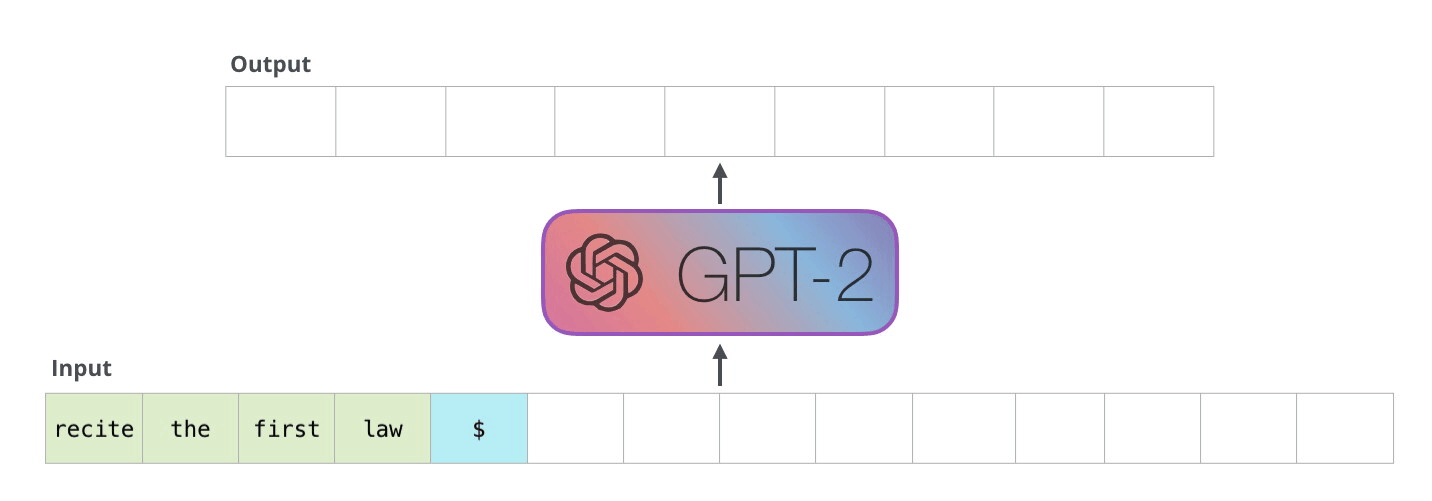 Output
GPT-2
Input
recite the first law $